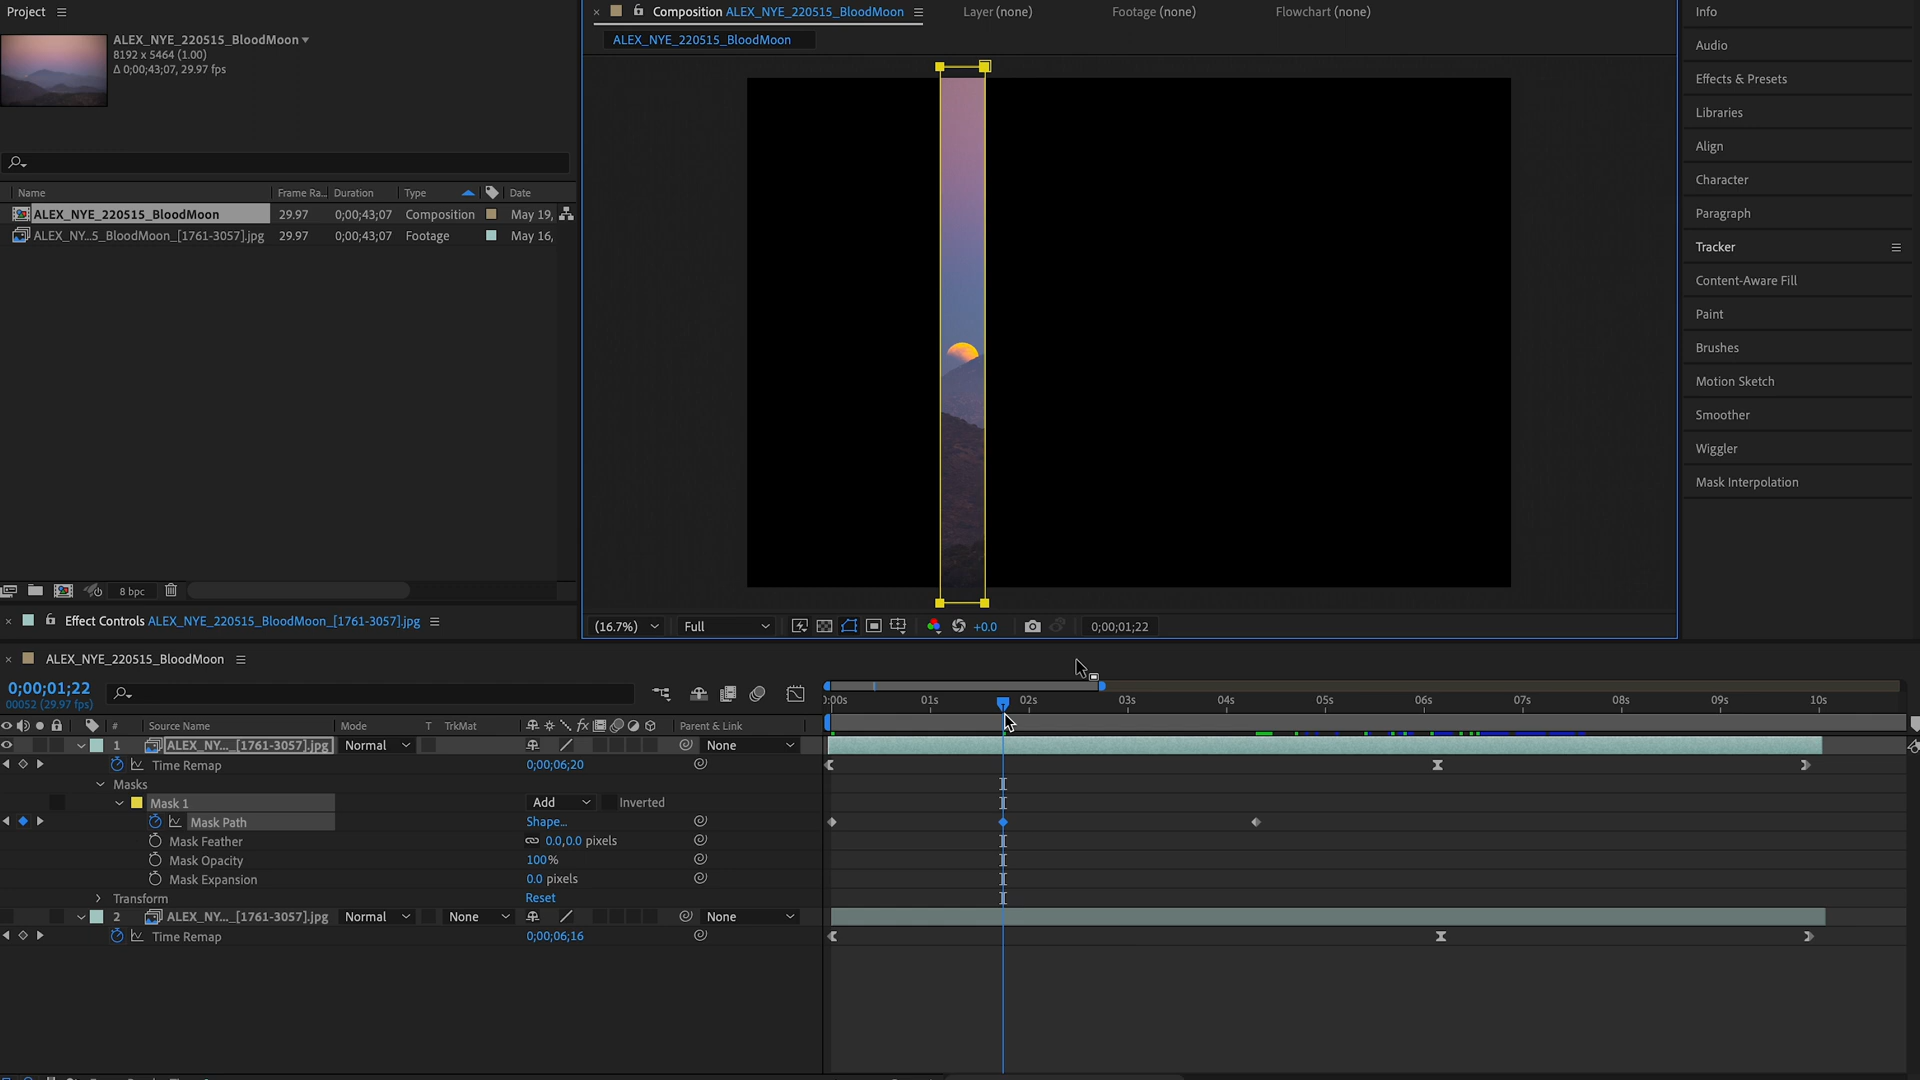 Project
ALEX_NYE_220515_BloodMoon
8192 x 5464 (1.00)
Δ 0;00;43;07, 29.97 fps
Name Frame Ra... Duration Type Date
ALEX_NYE_220515_BloodMoon 29.97 0;00;43;07 Composition May 19,
ALEX_NY...5_BloodMoon_[1761-3057].jpg 29.97 0;00;43;07 Footage May 16,
8 bpc
Effect Controls ALEX_NYE_220515_BloodMoon_[1761-3057].jpg
Composition ALEX_NYE_220515_BloodMoon Layer (none) Footage (none) Flowchart (none)
ALEX_NYE_220515_BloodMoon
(16.7%) Full +0.0 0;00;01;22
Info
Audio
Effects & Presets
Libraries
Align
Character
Paragraph
Tracker
Content-Aware Fill
Paint
Brushes
Motion Sketch
Smoother
Wiggler
Mask Interpolation
ALEX_NYE_220515_BloodMoon
0;00;01;22
00052 (29.97 fps)
:00s 01s 02s 03s 04s 05s 06s 07s 08s 09s 10s
# Source Name Mode T TrkMat fx Parent & Link
1 ALEX_NY..._[1761-3057].jpg Normal None
Time Remap 0;00;06;20
Masks
Mask 1 Add Inverted
Mask Path Shape...
Mask Feather 0.0,0.0 pixels
Mask Opacity 100%
Mask Expansion 0.0 pixels
Transform Reset
2 ALEX_NY..._[1761-3057].jpg Normal None None
Time Remap 0;00;06;16